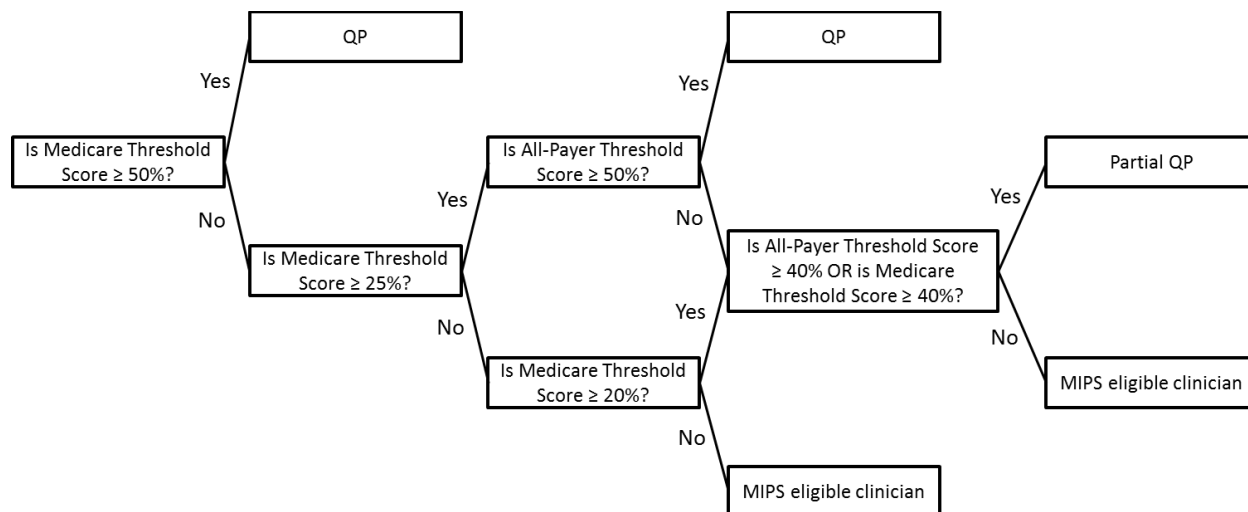 QP
QP
Yes
Yes
Is Medicare Threshold
Score ≥ 50%?
Is All-Payer Threshold
Score ≥ 50%?
Partial QP
Yes
Yes
No
No
Is Medicare Threshold
Score ≥ 25%?
Is All-Payer Threshold Score
≥ 40% OR is Medicare
Threshold Score ≥ 40%?
No
Yes
No
Is Medicare Threshold
Score ≥ 20%?
MIPS eligible clinician
No
MIPS eligible clinician